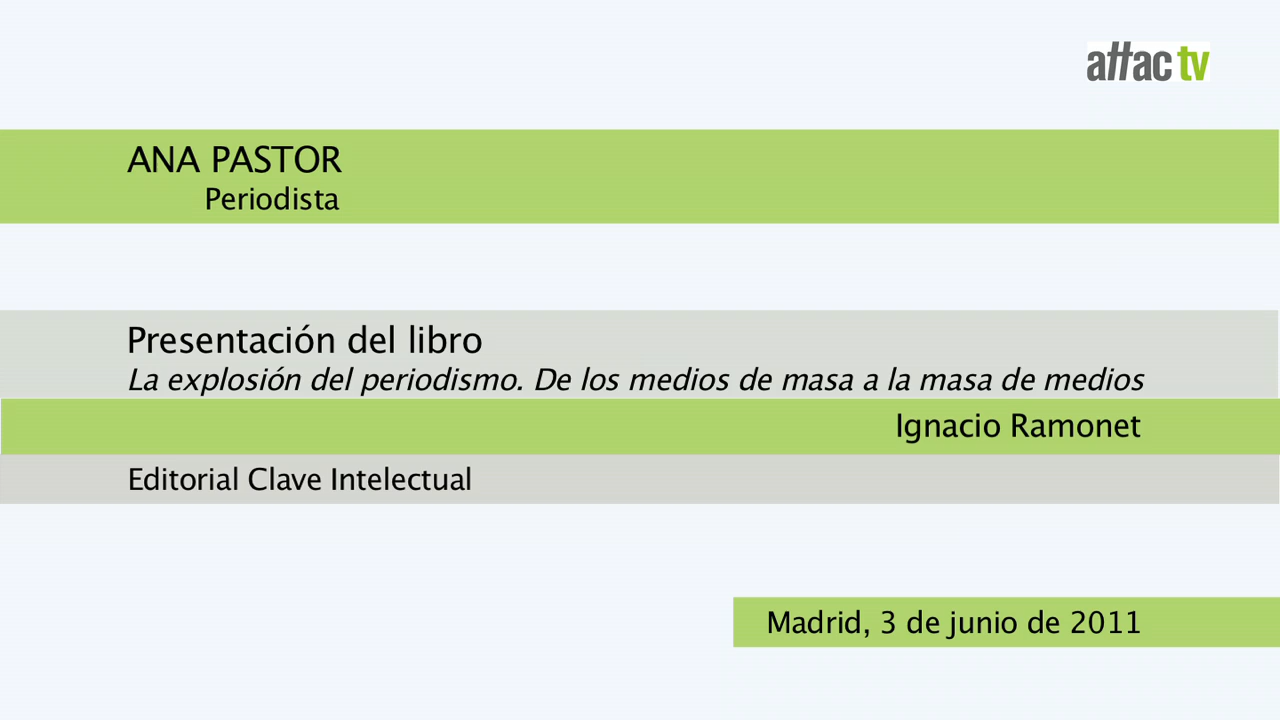 attac tv
ANA PASTOR
Periodista
Presentación del libro
La explosión del periodismo. De los medios de masa a la masa de medios
Ignacio Ramonet
Editorial Clave Intelectual
Madrid, 3 de junio de 2011